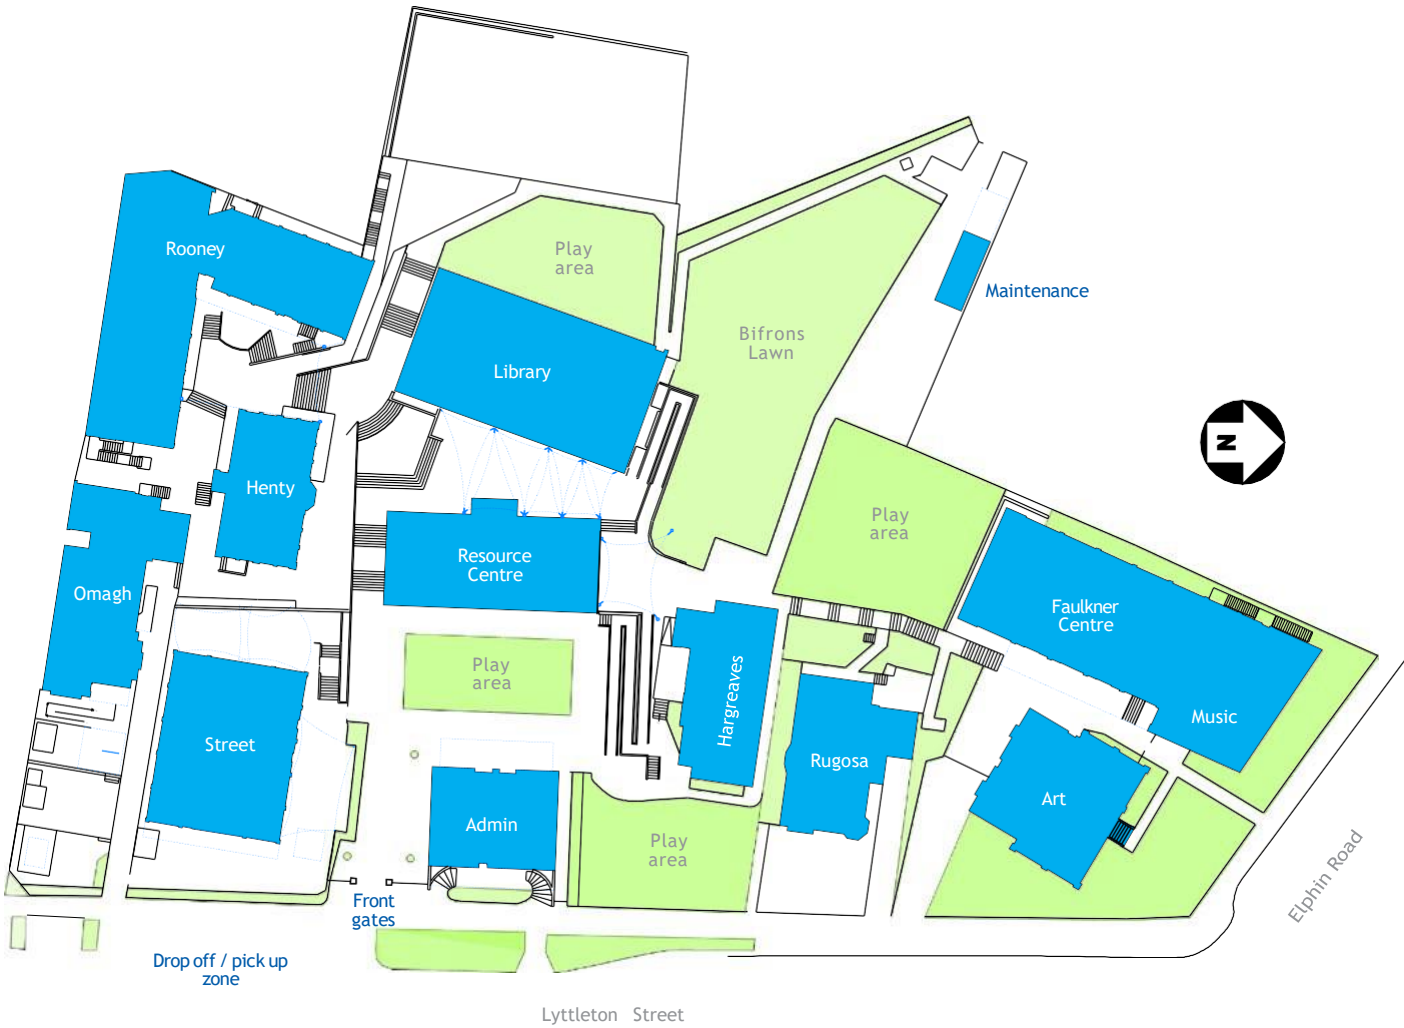 Rooney
Play
area
Maintenance
Bifrons
Lawn
Library
N
Henty
Play
area
Resource
Centre
Omagh
Faulkner
Centre
Play
area
Hargreaves
Music
Street
Rugosa
Art
Admin
Play
area
Elphin Road
Front
gates
Drop off / pick up
zone
Lyttleton Street